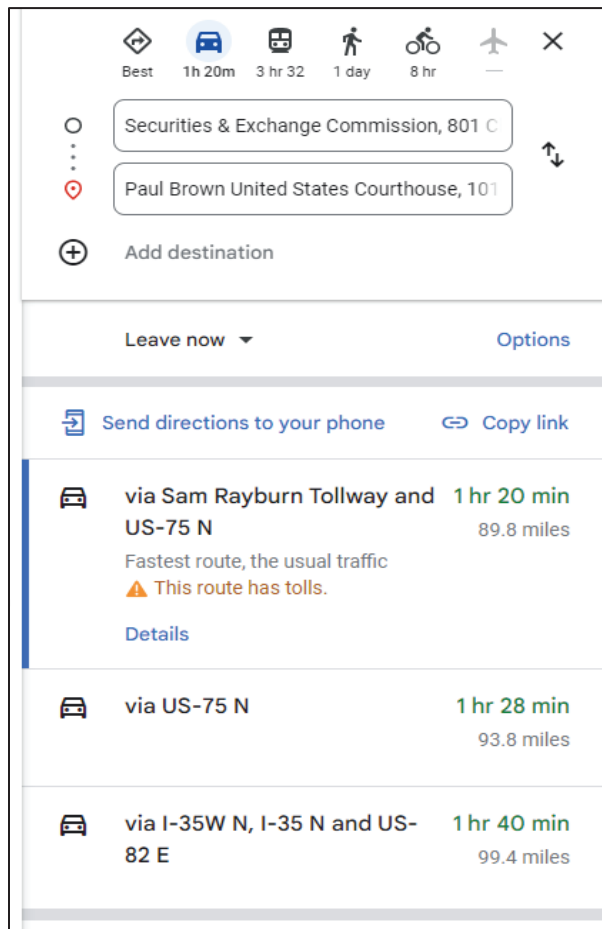 Best 1h 20m 3 hr 32 1 day 8 hr —
Securities & Exchange Commission, 801 C
Paul Brown United States Courthouse, 101
Add destination
Leave now Options
Send directions to your phone Copy link
via Sam Rayburn Tollway and 1 hr 20 min
US-75 N 89.8 miles
Fastest route, the usual traffic
This route has tolls.
Details
via US-75 N 1 hr 28 min
93.8 miles
via I-35W N, I-35 N and US- 1 hr 40 min
82 E 99.4 miles